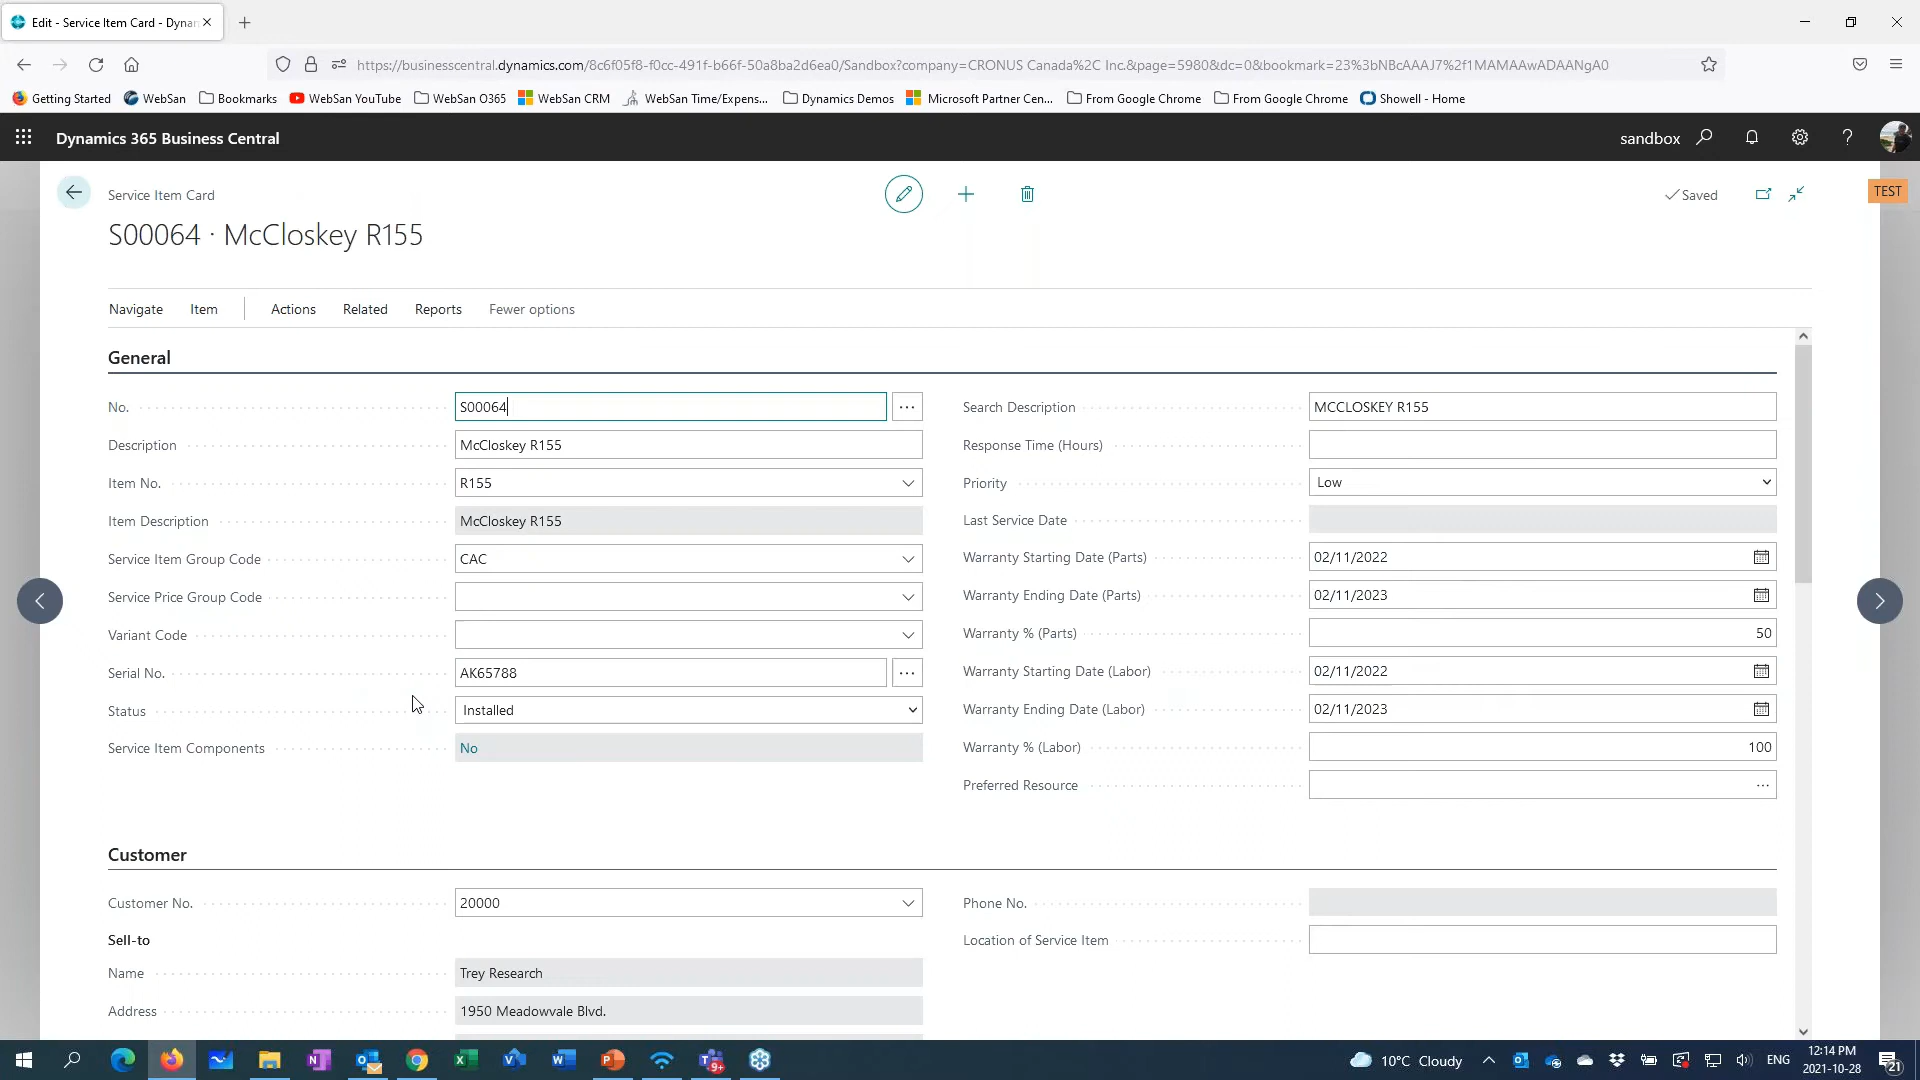 Edit - Service Item Card - Dynar
https://businesscentral.dynamics.com/8c6f05f8-f0cc-491f-b66f-50a8ba2d6ea0/Sandbox?company=CRONUS Canada%2C Inc.&page=5980&dc=0&bookmark=23%3bNBcAAAJ7%2f1MAMAAwADAANgA0
Getting Started WebSan Bookmarks WebSan YouTube WebSan O365 WebSan CRM WebSan Time/Expens... Dynamics Demos Microsoft Partner Cen... From Google Chrome From Google Chrome Showell - Home
Dynamics 365 Business Central sandbox
Service Item Card Saved TEST
S00064 · McCloskey R155
Navigate Item Actions Related Reports Fewer options
General
No. S00064
Description McCloskey R155
Item No. R155
Item Description McCloskey R155
Service Item Group Code CAC
Service Price Group Code
Variant Code
Serial No. AK65788
Status Installed
Service Item Components No
Search Description MCCLOSKEY R155
Response Time (Hours)
Priority Low
Last Service Date
Warranty Starting Date (Parts) 02/11/2022
Warranty Ending Date (Parts) 02/11/2023
Warranty % (Parts) 50
Warranty Starting Date (Labor) 02/11/2022
Warranty Ending Date (Labor) 02/11/2023
Warranty % (Labor) 100
Preferred Resource
Customer
Customer No. 20000
Sell-to
Name Trey Research
Address 1950 Meadowvale Blvd.
Phone No.
Location of Service Item
10°C Cloudy ENG 12:14 PM
2021-10-28
9+
21